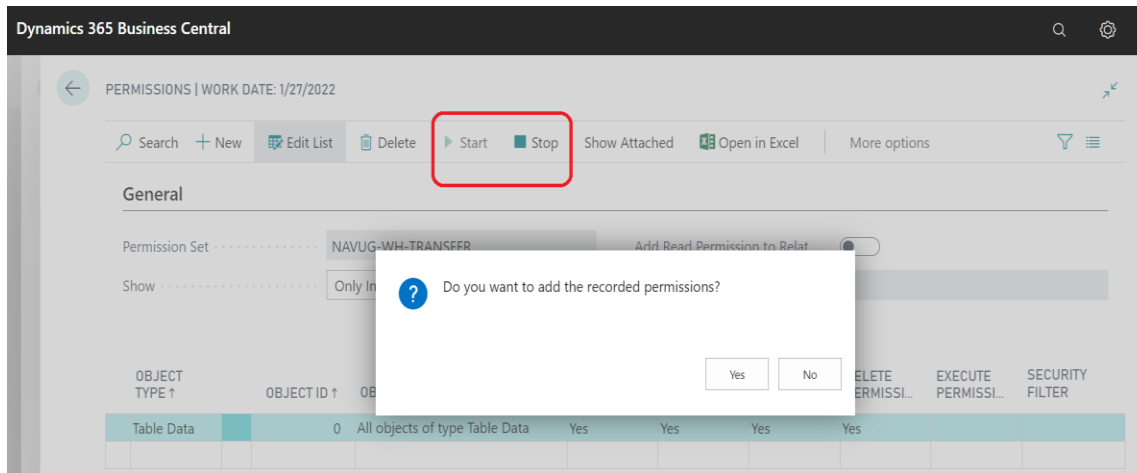 Dynamics 365 Business Central
PERMISSIONS | WORK DATE: 1/27/2022
Search New Edit List Delete Start Stop Show Attached Open in Excel More options
General
Permission Set NAVUG-WH-TRANSFER Add Read Permission to Relat
Show Only In
Do you want to add the recorded permissions?
Yes No
OBJECT TYPE ↑ OBJECT ID ↑ OB ELETE ERMISSI... EXECUTE PERMISSI... SECURITY FILTER
Table Data 0 All objects of type Table Data Yes Yes Yes Yes